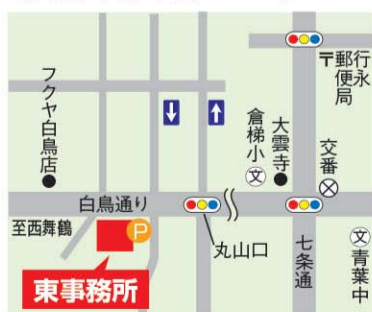 〒行永郵便局
フクヤ白鳥店
倉梯小
文
大雲寺
交番
白鳥通り
至西舞鶴
P
丸山口
七条通
文
青葉中
東事務所